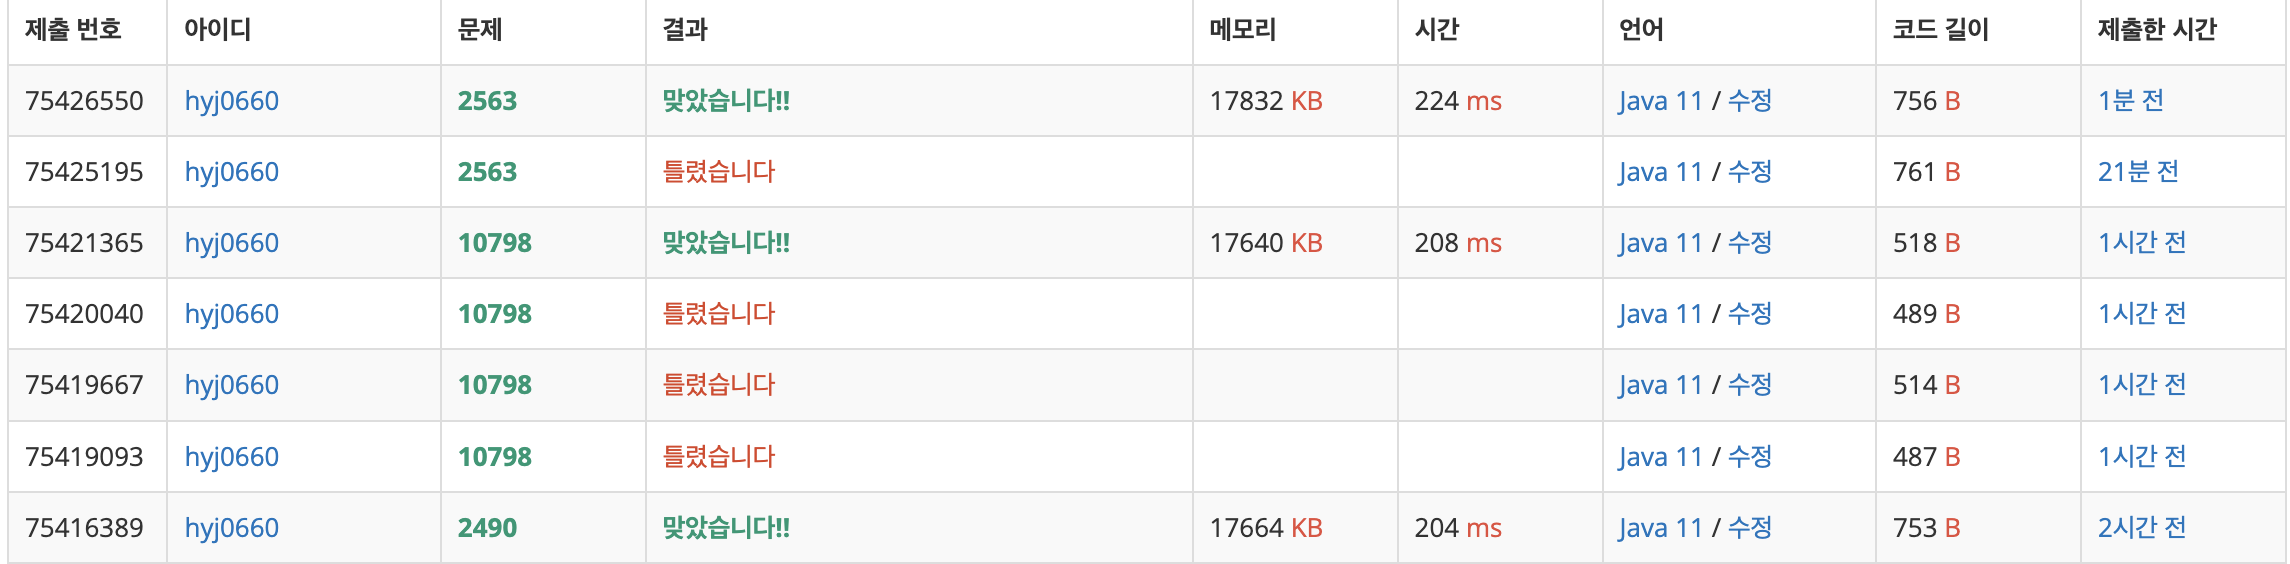 제출 번호 아이디 문제 결과 메모리 시간 언어 코드 길이 제출한 시간
75426550 hyj0660 2563 맞았습니다!! 17832 KB 224 ms Java 11 / 수정 756 B 1분 전
75425195 hyj0660 2563 틀렸습니다 Java 11 / 수정 761 B 21분 전
75421365 hyj0660 10798 맞았습니다!! 17640 KB 208 ms Java 11 / 수정 518 B 1시간 전
75420040 hyj0660 10798 틀렸습니다 Java 11 / 수정 489 B 1시간 전
75419667 hyj0660 10798 틀렸습니다 Java 11 / 수정 514 B 1시간 전
75419093 hyj0660 10798 틀렸습니다 Java 11 / 수정 487 B 1시간 전
75416389 hyj0660 2490 맞았습니다!! 17664 KB 204 ms Java 11 / 수정 753 B 2시간 전